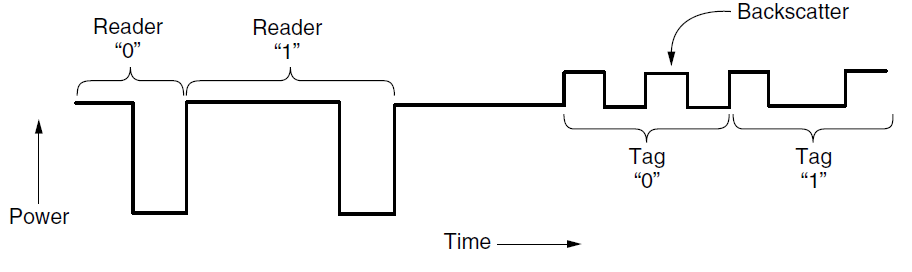 Backscatter
Reader
“0”
Reader
“1”
Tag
“0”
Tag
“1”
Power
Time